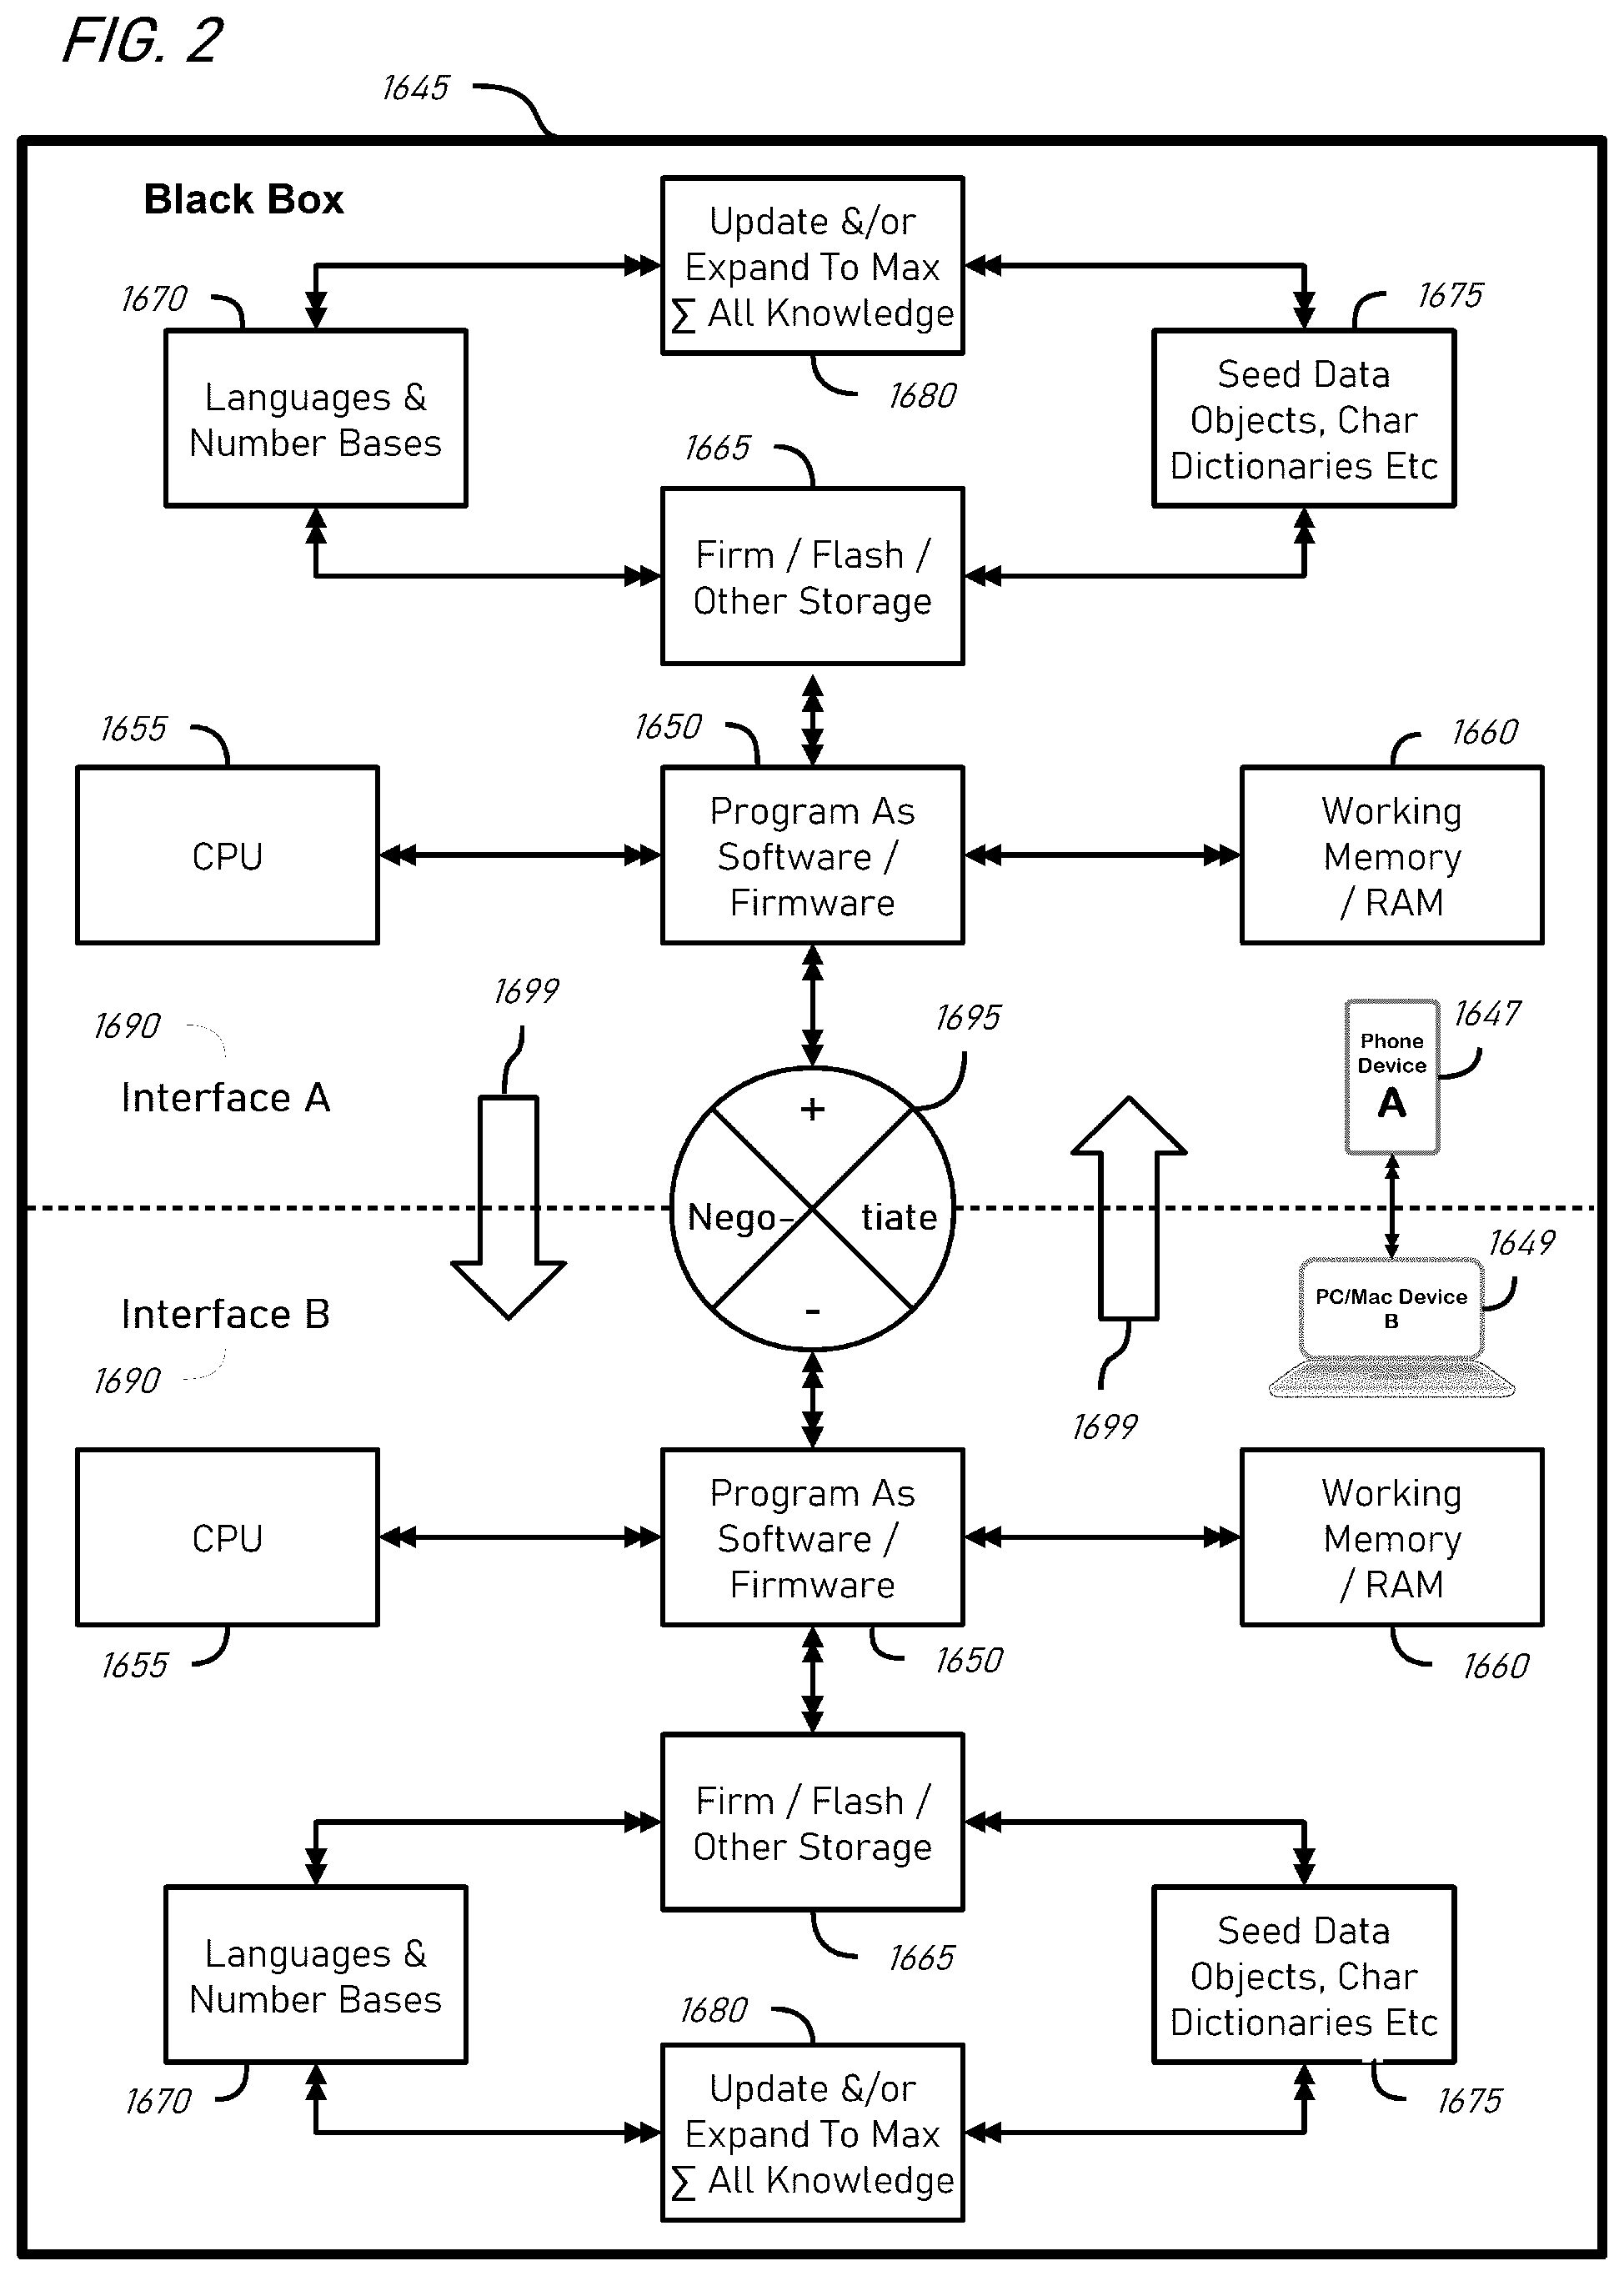 FIG. 2
1645
Black Box
Update &/or
Expand To Max
∑ All Knowledge
1670
1675
Languages &
Number Bases
1680
Seed Data
Objects, Char
Dictionaries Etc
1665
Firm / Flash /
Other Storage
1655
1650
1660
CPU
Program As
Software /
Firmware
Working
Memory
/ RAM
1699
1695
1647
1690
Interface A
Phone
Device
A
+
Nego-
tiate
-
1649
PC/Mac Device
B
Interface B
1690
1699
CPU
Program As
Software /
Firmware
Working
Memory
/ RAM
1655
1650
1660
Firm / Flash /
Other Storage
1665
Languages &
Number Bases
Seed Data
Objects, Char
Dictionaries Etc
1670
1680
1675
Update &/or
Expand To Max
∑ All Knowledge